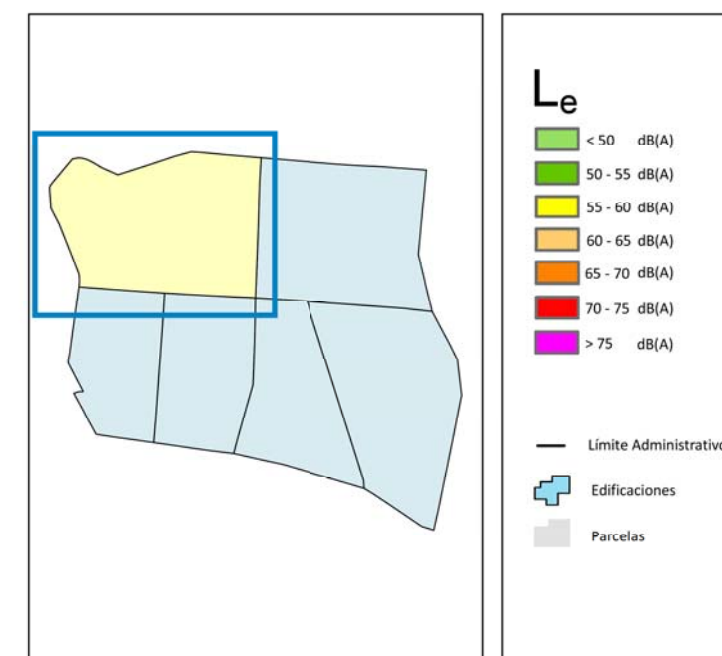 Le
< 50 dB(A)
50 - 55 dB(A)
55 - 60 dB(A)
60 - 65 dB(A)
65 - 70 dB(A)
70 - 75 dB(A)
> 75 dB(A)
Límite Administrativo
Edificaciones
Parcelas